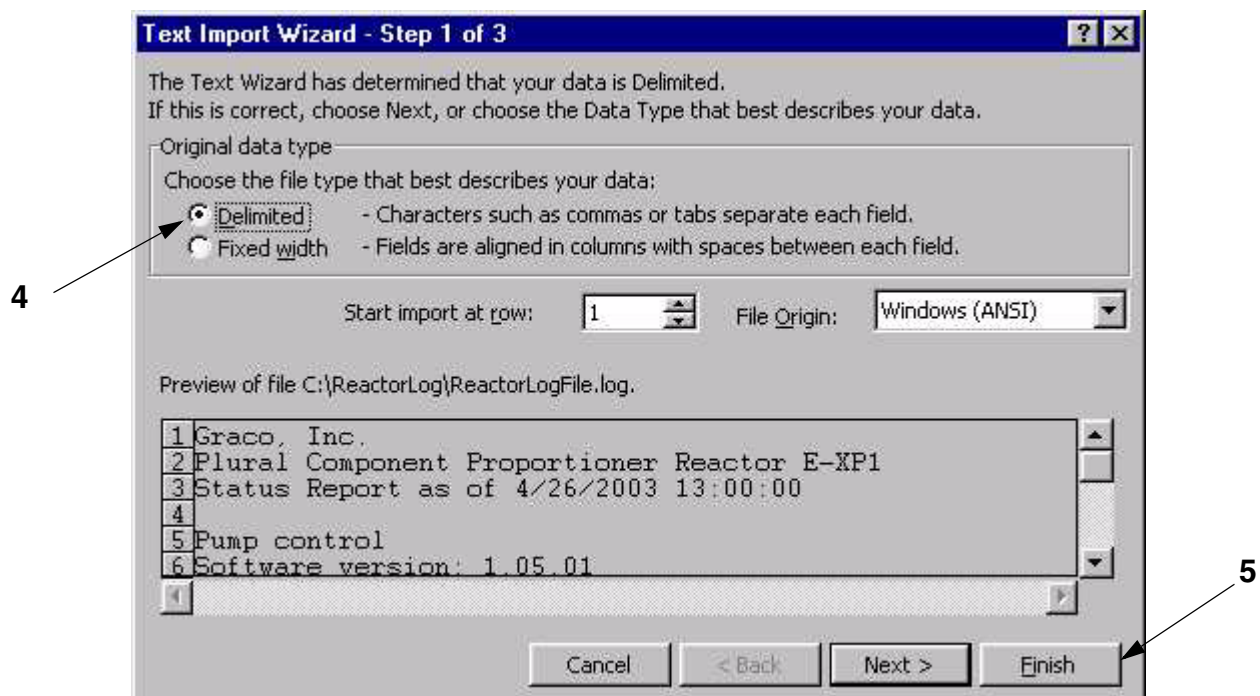 Text Import Wizard - Step 1 of 3
The Text Wizard has determined that your data is Delimited.
If this is correct, choose Next, or choose the Data Type that best describes your data.
Original data type
Choose the file type that best describes your data:
Delimited - Characters such as commas or tabs separate each field.
Fixed width - Fields are aligned in columns with spaces between each field.
4
Start import at row: 1 File Origin: Windows (ANSI)
Preview of file C:\ReactorLog\ReactorLogFile.log.
1 Graco, Inc.
2 Plural Component Proportioner Reactor E-XP1
3 Status Report as of 4/26/2003 13:00:00
4
5 Pump control
6 Software version: 1.05.01
5
Cancel < Back Next > Finish